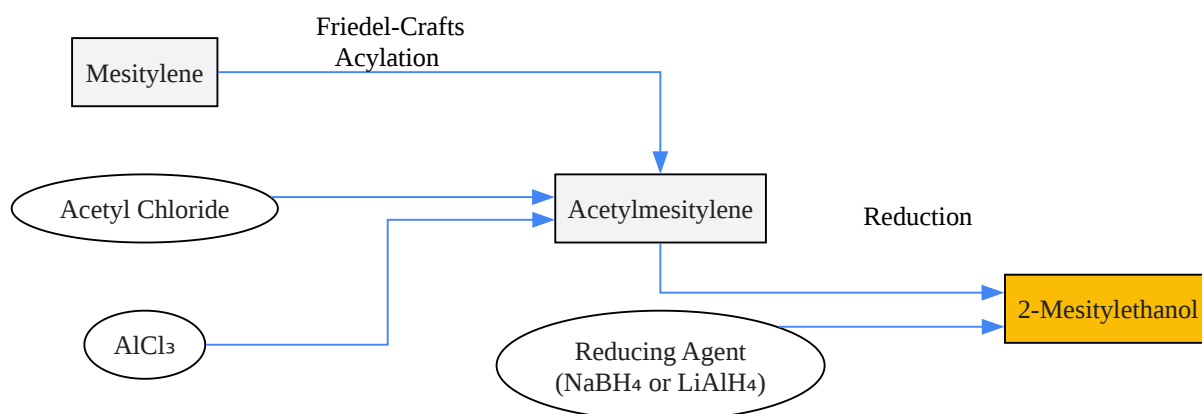 Friedel-Crafts
Acylation
Mesitylene
Acetyl Chloride
Acetylmesitylene
Reduction
AlCl₃
Reducing Agent
(NaBH₄ or LiAlH₄)
2-Mesitylethanol